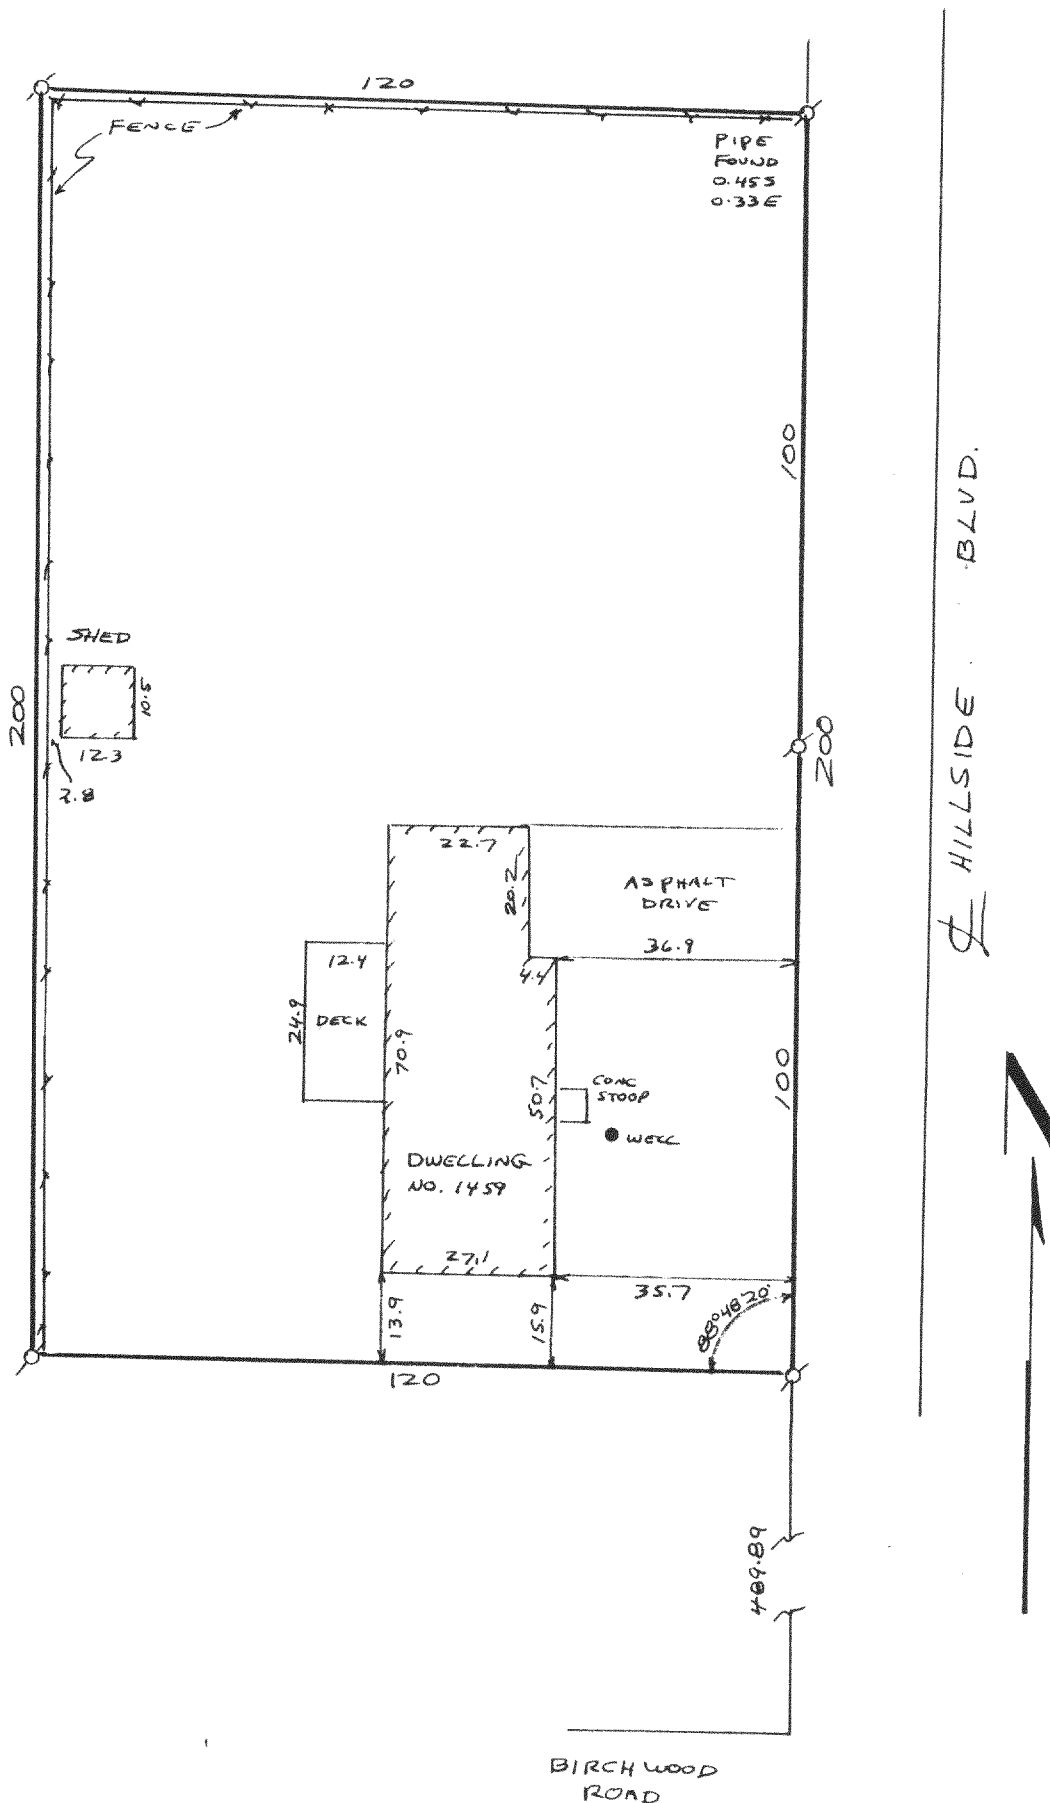 120
FENCE
PIPE
FOUND
0.45S
0.33E
100
HILLSIDE BLVD.
SHED
10.5
200
12.3
2.8
200
22.7
20.2
ASPHALT
DRIVE
36.9
4.4
12.4
24.9
DECK
70.9
50.7
CONC
STOOP
100
WELL
DWELLING
NO. 1459
27.1
35.7
13.9
15.9
88°48'20"
120
489.89
BIRCHWOOD
ROAD